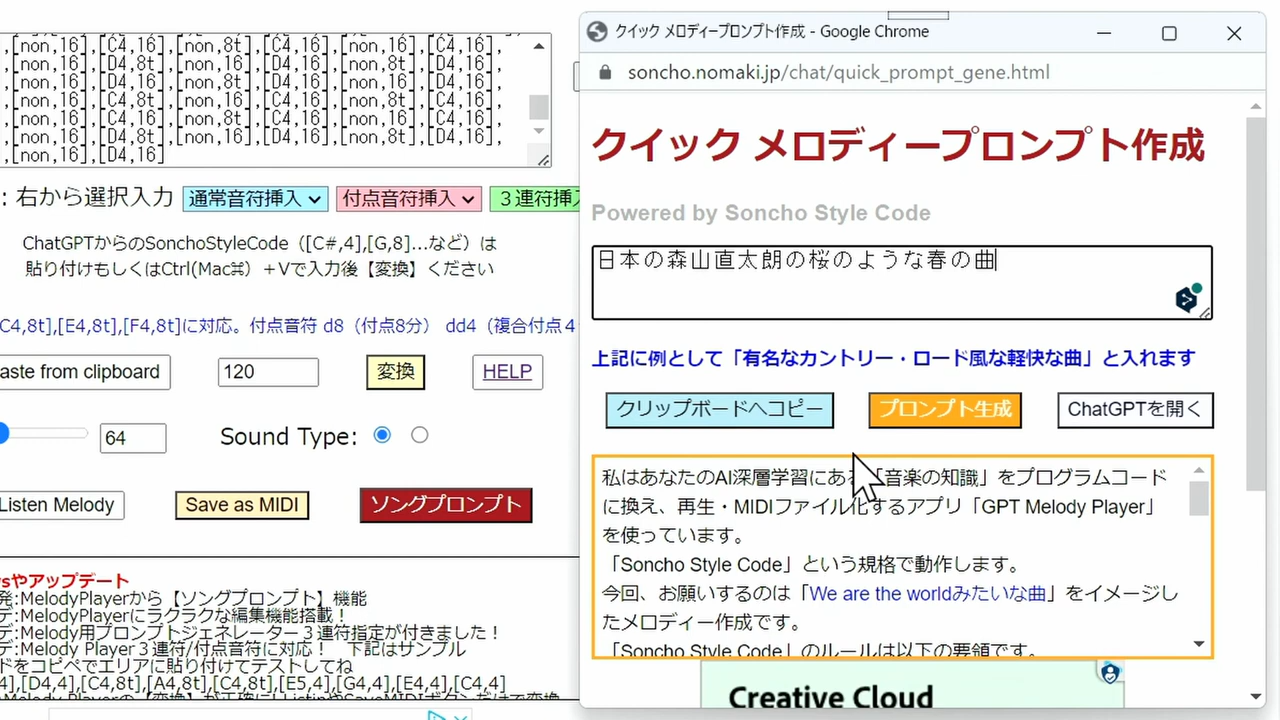 ,[non,16],[C4,16],[non,8t],[C4,16],[non,16],[C4,16],
[non,16],[D4,8t],[non,16],[D4,16],[non,8t],[D4,16],
[non,16],[D4,16],[non,8t],[D4,16],[non,16],[D4,16],
[non,16],[C4,8t],[non,16],[C4,16],[non,8t],[C4,16],
[non,16],[C4,16],[non,8t],[C4,16],[non,16],[C4,16],
[non,16],[D4,8t],[non,16],[D4,16],[non,8t],[D4,16],
[non,16],[D4,16]
: 右から選択入力 通常音符挿入 付点音符挿入 3連符挿入
ChatGPTからのSonchoStyleCode（[C#,4],[G,8]...など）は
貼り付けもしくはCtrl(Mac⌘）＋Vで入力後【変換】ください
C4,8t],[E4,8t],[F4,8t]に対応。付点音符 d8（付点8分） dd4（複合付点４
aste from clipboard 120 変換 HELP
64 Sound Type:
Listen Melody Save as MIDI ソングプロンプト
sやアップデート
発:MelodyPlayerから【ソングプロンプト】機能
デ:MelodyPlayerにラクラクな編集機能搭載！
デ:Melody用プロンプトジェネレーター３連符指定が付きました！
デ:Melody Player３連符/付点音符に対応！ 下記はサンプル
ドをコピペでエリアに貼り付けてテストしてね
4],[D4,4],[C4,8t],[A4,8t],[C4,8t],[E5,4],[G4,4],[E4,4],[C4,4]
クイック メロディープロンプト作成 - Google Chrome
soncho.nomaki.jp/chat/quick_prompt_gene.html
クイック メロディープロンプト作成
Powered by Soncho Style Code
日本の森山直太朗の桜のような春の曲
上記に例として「有名なカントリー・ロード風な軽快な曲」と入れます
クリップボードへコピー プロンプト生成 ChatGPTを開く
私はあなたのAI深層学習にある「音楽の知識」をプログラムコード
に換え、再生・MIDIファイル化するアプリ「GPT Melody Player」
を使っています。
「Soncho Style Code」という規格で動作します。
今回、お願いするのは「We are the worldみたいな曲」をイメージし
たメロディー作成です。
「Soncho Style Code」のルールは以下の要領です。
Creative Cloud